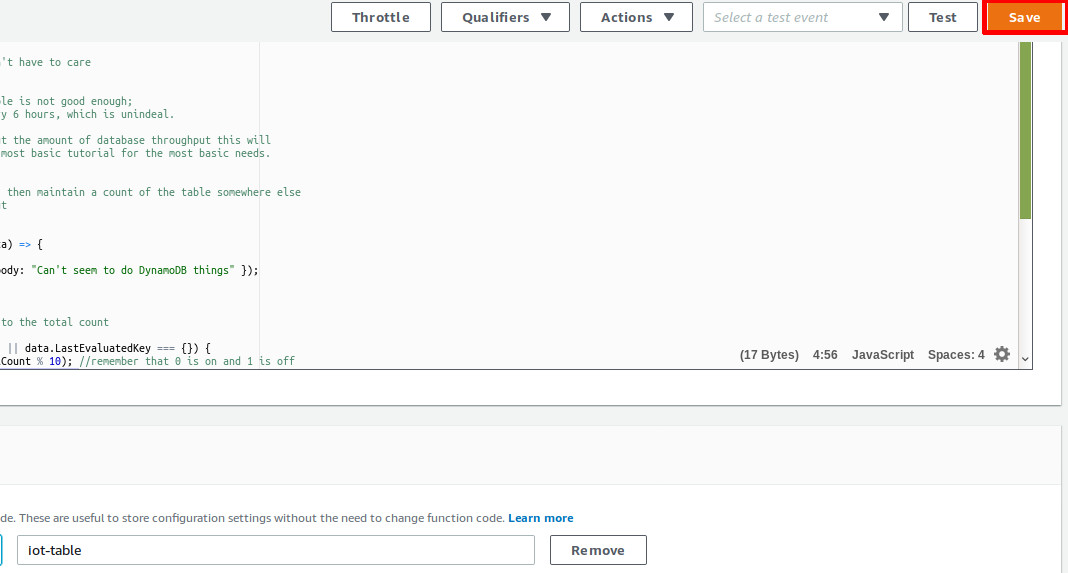 Throttle Qualifiers Actions Select a test event Test Save
't have to care
le is not good enough;
y 6 hours, which is unindeal.
t the amount of database throughput this will
most basic tutorial for the most basic needs.
then maintain a count of the table somewhere else
t
a) => {
ody: "Can't seem to do DynamoDB things" });
to the total count
|| data.LastEvaluatedKey === {}) {
Count % 10); //remember that 0 is on and 1 is off
(17 Bytes) 4:56 JavaScript Spaces: 4
de. These are useful to store configuration settings without the need to change function code. Learn more
iot-table Remove